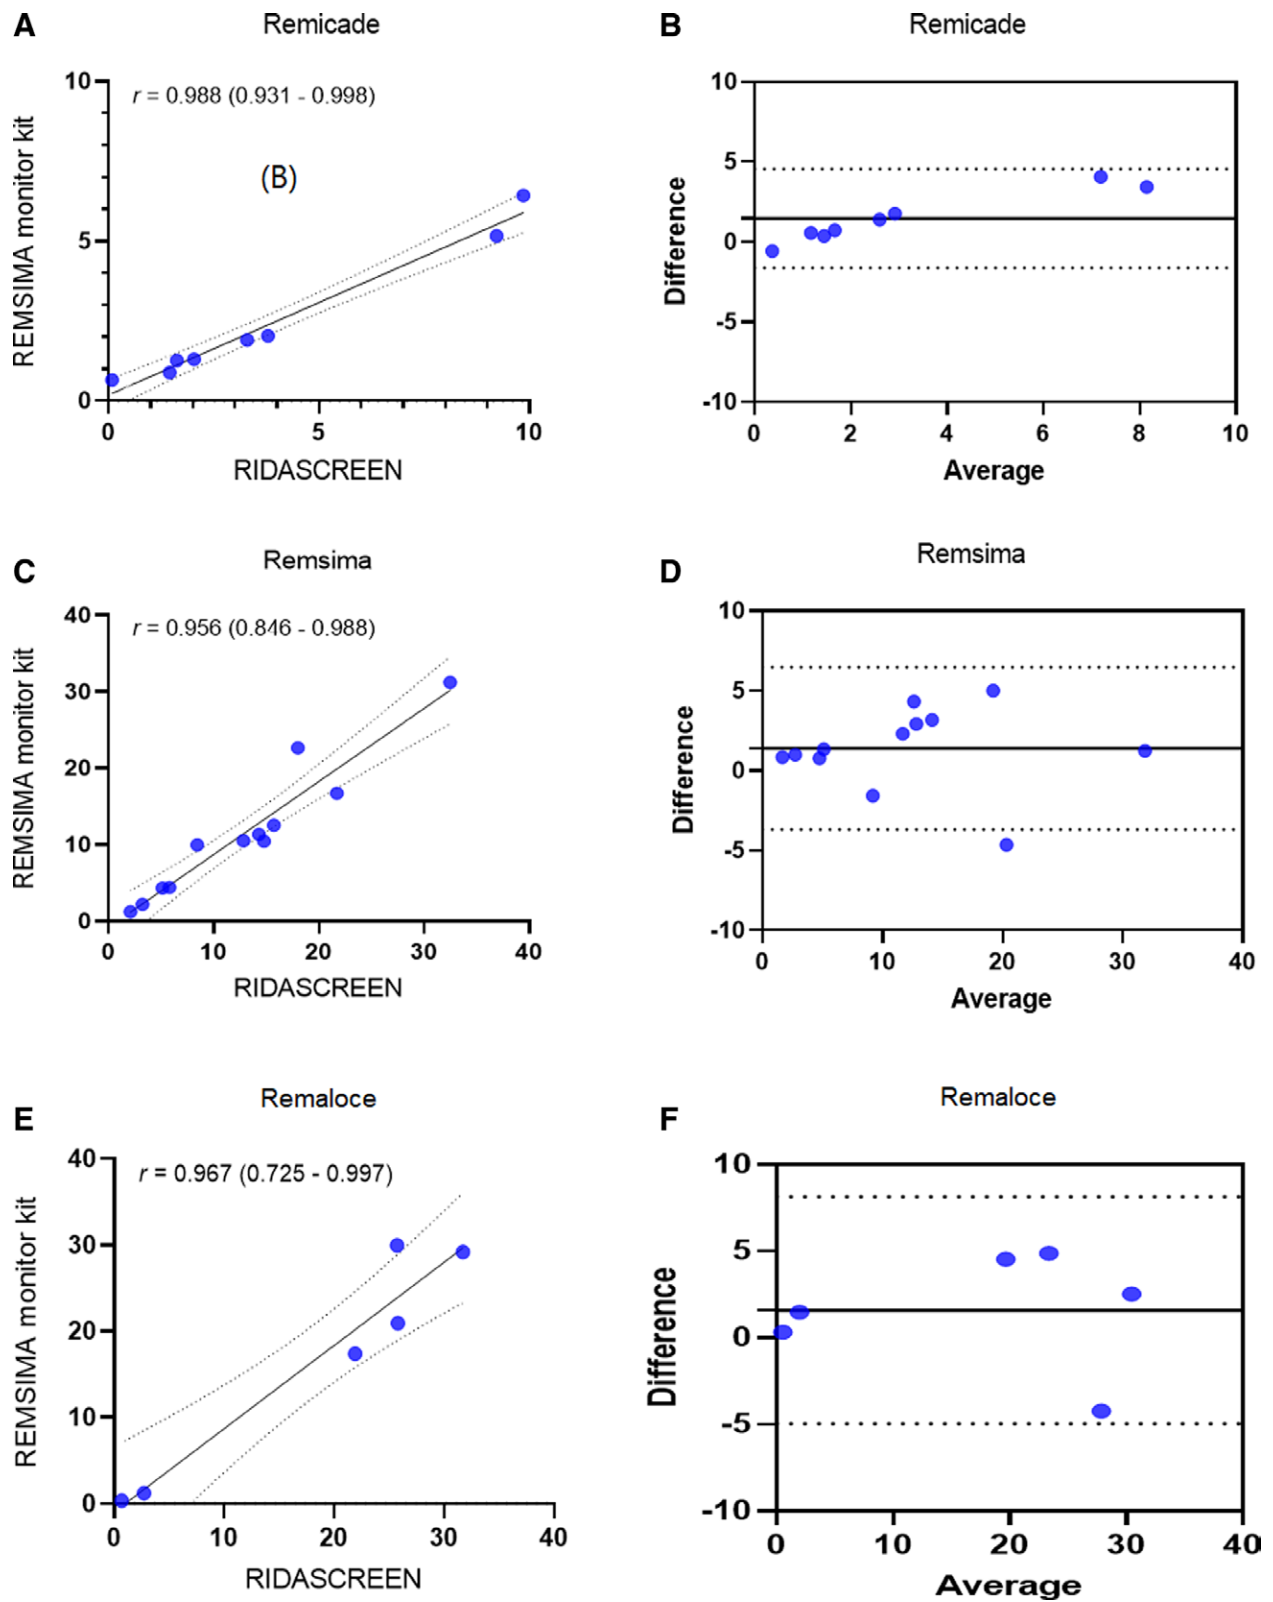 A
Remicade
10
5
0
r = 0.988 (0.931 - 0.998)
(B)
REMSIMA monitor kit
0
5
10
RIDASCREEN
B
Remicade
10
5
0
-5
-10
Difference
0
2
4
6
8
10
Average
C
Remsima
40
30
20
10
0
r = 0.956 (0.846 - 0.988)
REMSIMA monitor kit
0
10
20
30
40
RIDASCREEN
D
Remsima
10
5
0
-5
-10
Difference
0
10
20
30
40
Average
E
Remaloce
40
30
20
10
0
r = 0.967 (0.725 - 0.997)
REMSIMA monitor kit
0
10
20
30
40
RIDASCREEN
F
Remaloce
10
5
0
-5
-10
Difference
0
10
20
30
40
Average